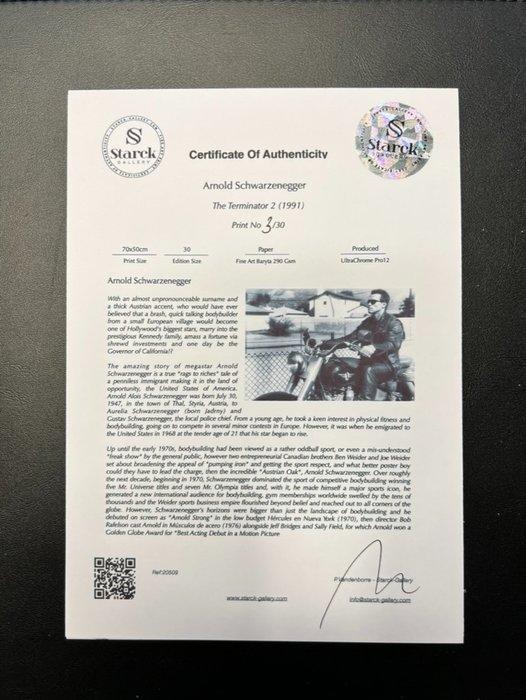 Starck
GALLERY
Starck
Certificate Of Authenticity
Arnold Schwarzenegger
The Terminator 2 (1991)
Print No 3/30
70x50cm 30 Paper Produced
Print Size Edition Size Fine Art Baryta 290 Gsm UltraChrome Pro12
Arnold Schwarzenegger
With an almost unpronounceable surname and
a thick Austrian accent, who would have ever
believed that a brash, quick talking bodybuilder
from a small European village would become
one of Hollywood's biggest stars, marry into the
prestigious Kennedy family, amass a fortune via
shrewd investments and one day be the
Governor of California!?
The amazing story of megastar Arnold
Schwarzenegger is a true "rags to riches" tale of
a penniless immigrant making it in the land of
opportunity, the United States of America.
Arnold Alois Schwarzenegger was born July 30,
1947, in the town of Thal, Styria, Austria, to
Aurelia Schwarzenegger (born Jadrny) and
Gustav Schwarzenegger, the local police chief. From a young age, he took a keen interest in physical fitness and
bodybuilding, going on to compete in several minor contests in Europe. However, it was when he emigrated to
the United States in 1968 at the tender age of 21 that his star began to rise.
Up until the early 1970s, bodybuilding had been viewed as a rather oddball sport, or even a mis-understood
"freak show" by the general public, however two entrepreneurial Canadian brothers Ben Weider and Joe Weider
set about broadening the appeal of "pumping iron" and getting the sport respect, and what better poster boy
could they have to lead the charge, then the incredible "Austrian Oak", Arnold Schwarzenegger. Over roughly
the next decade, beginning in 1970, Schwarzenegger dominated the sport of competitive bodybuilding winning
five Mr. Universe titles and seven Mr. Olympia titles and, with it, he made himself a major sports icon, he
generated a new international audience for bodybuilding, gym memberships worldwide swelled by the tens of
thousands and the Weider sports business empire flourished beyond belief and reached out to all corners of the
globe. However, Schwarzenegger's horizons were bigger than just the landscape of bodybuilding and he
debuted on screen as "Arnold Strong" in the low budget Hércules en Nueva York (1970), then director Bob
Rafelson cast Arnold in Músculos de acero (1976) alongside Jeff Bridges and Sally Field, for which Arnold won a
Golden Globe Award for "Best Acting Debut in a Motion Picture
Ref:20509
P.Vandenborre - Starck-Gallery
www.starck-gallery.com info@starck-gallery.com